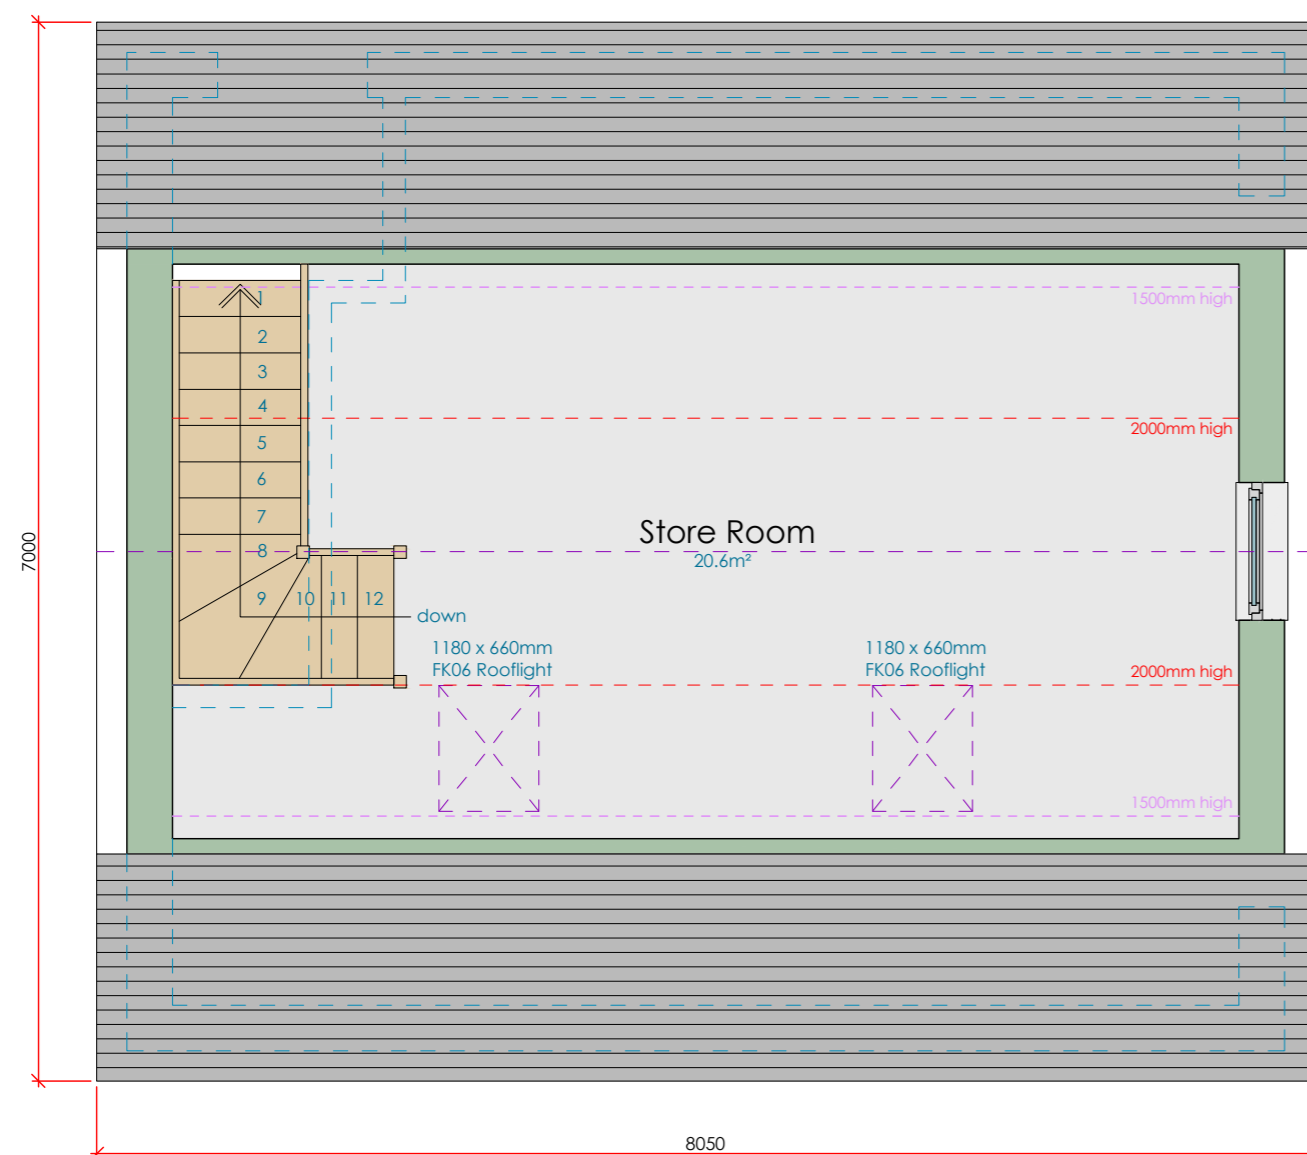 1
1500mm high
2
3
4
2000mm high
5
6
7
Store Room
7000
8
20.6m²
9
10
11
12
down
1180 x 660mm
FK06 Rooflight
1180 x 660mm
FK06 Rooflight
2000mm high
1500mm high
8050